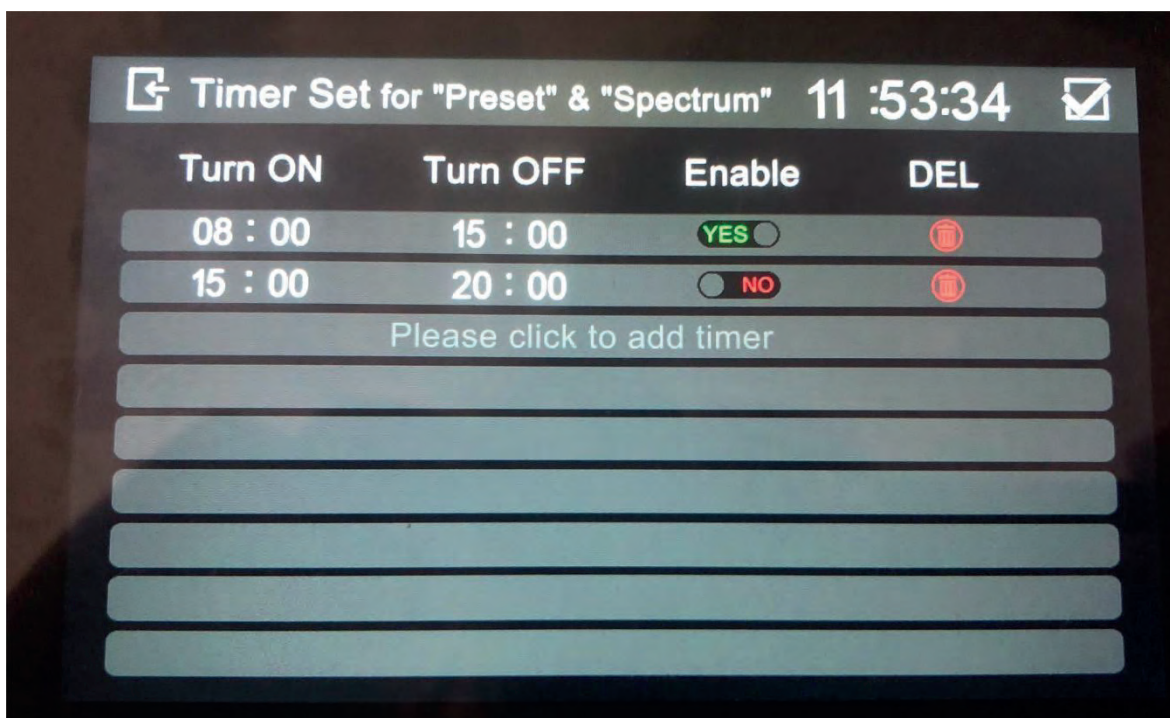 Timer Set for "Preset" & "Spectrum" 11 :53:34
Turn ON Turn OFF Enable DEL
08 : 00 15 : 00 YES
15 : 00 20 : 00 NO
Please click to add timer